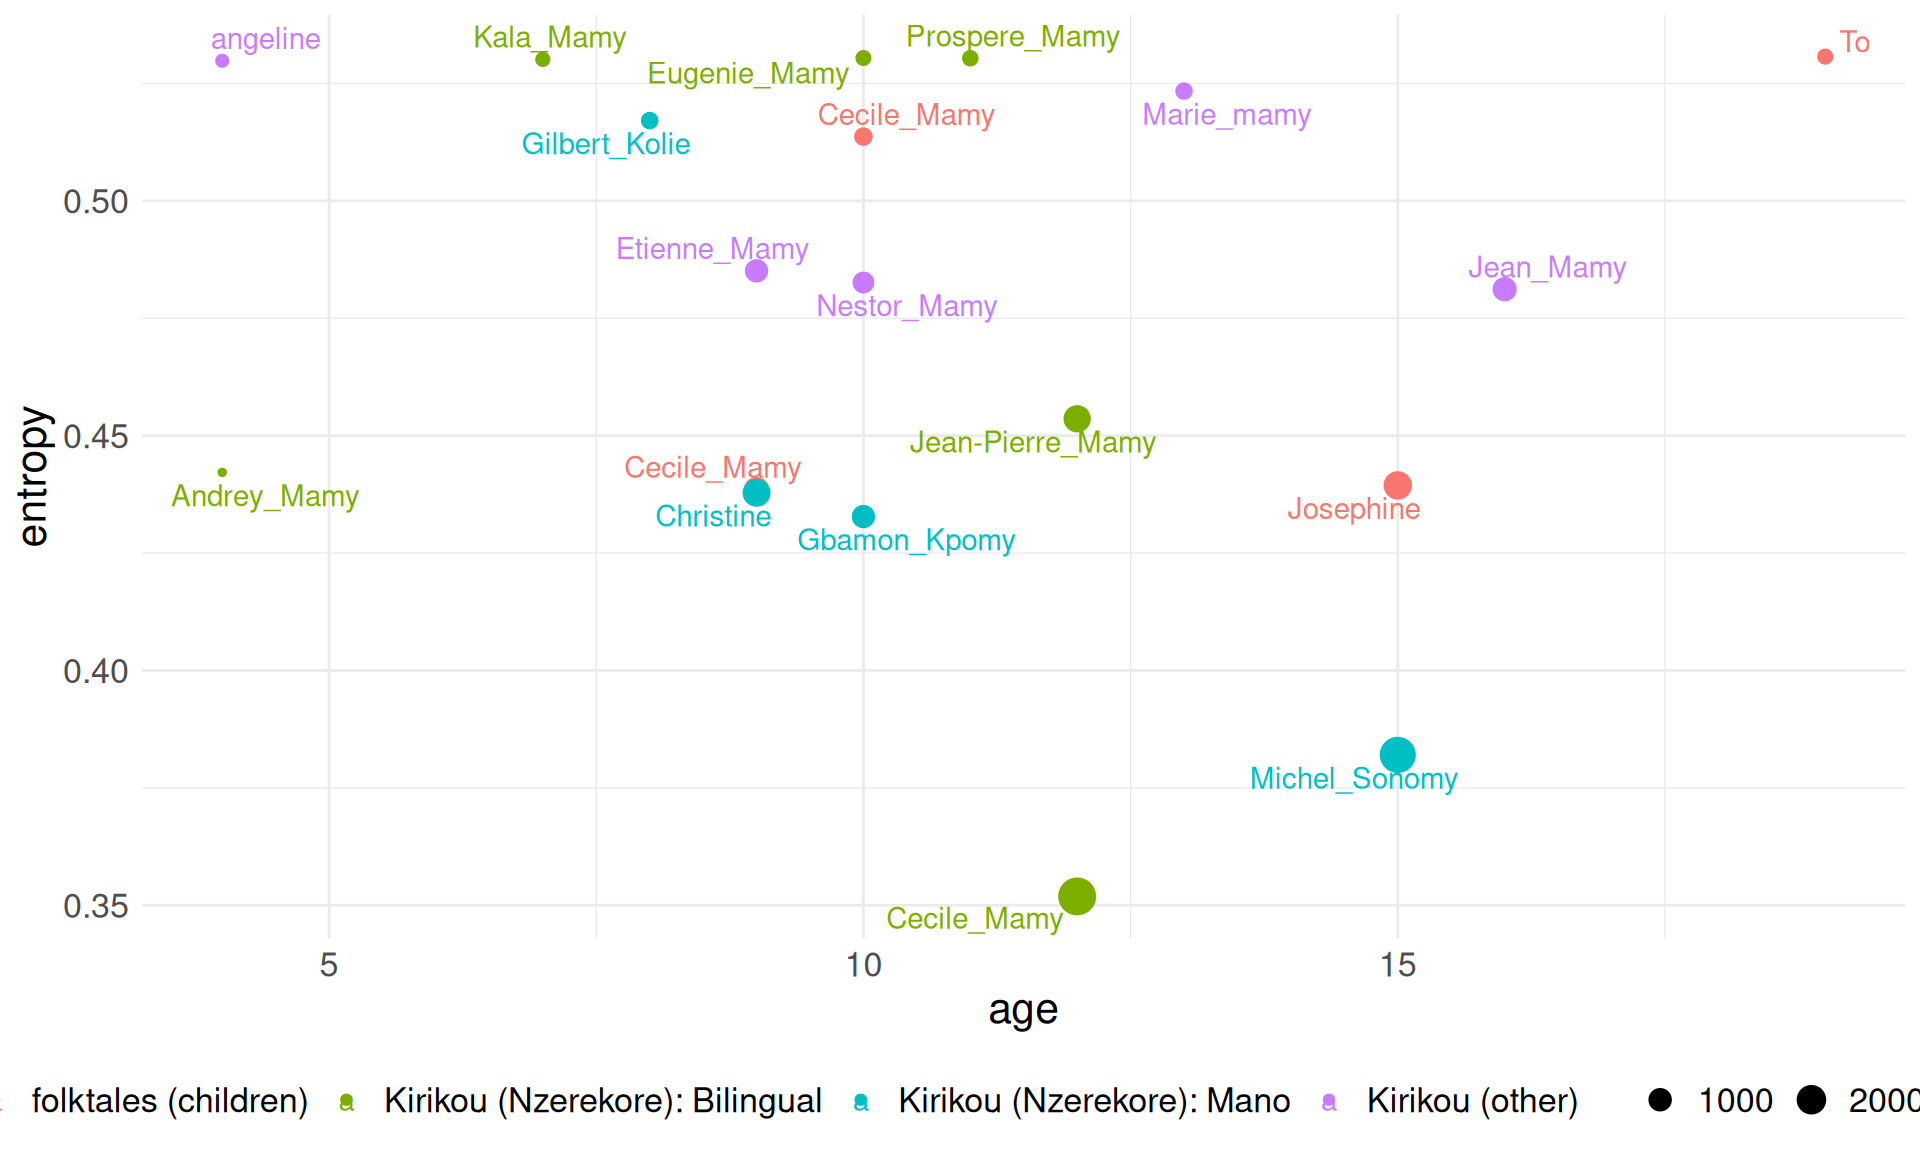 angeline
Kala_Mamy
Prospere_Mamy
To
Eugenie_Mamy
Cecile_Mamy
Marie_mamy
Gilbert_Kolie
0.50
Etienne_Mamy
Jean_Mamy
Nestor_Mamy
0.45
Jean-Pierre_Mamy
Cecile_Mamy
Andrey_Mamy
Christine
Josephine
Gbamon_Kpomy
entropy
0.40
Michel_Sonomy
0.35
Cecile_Mamy
5 10 15
age
folktales (children) a Kirikou (Nzerekore): Bilingual a Kirikou (Nzerekore): Mano a Kirikou (other) 1000 2000